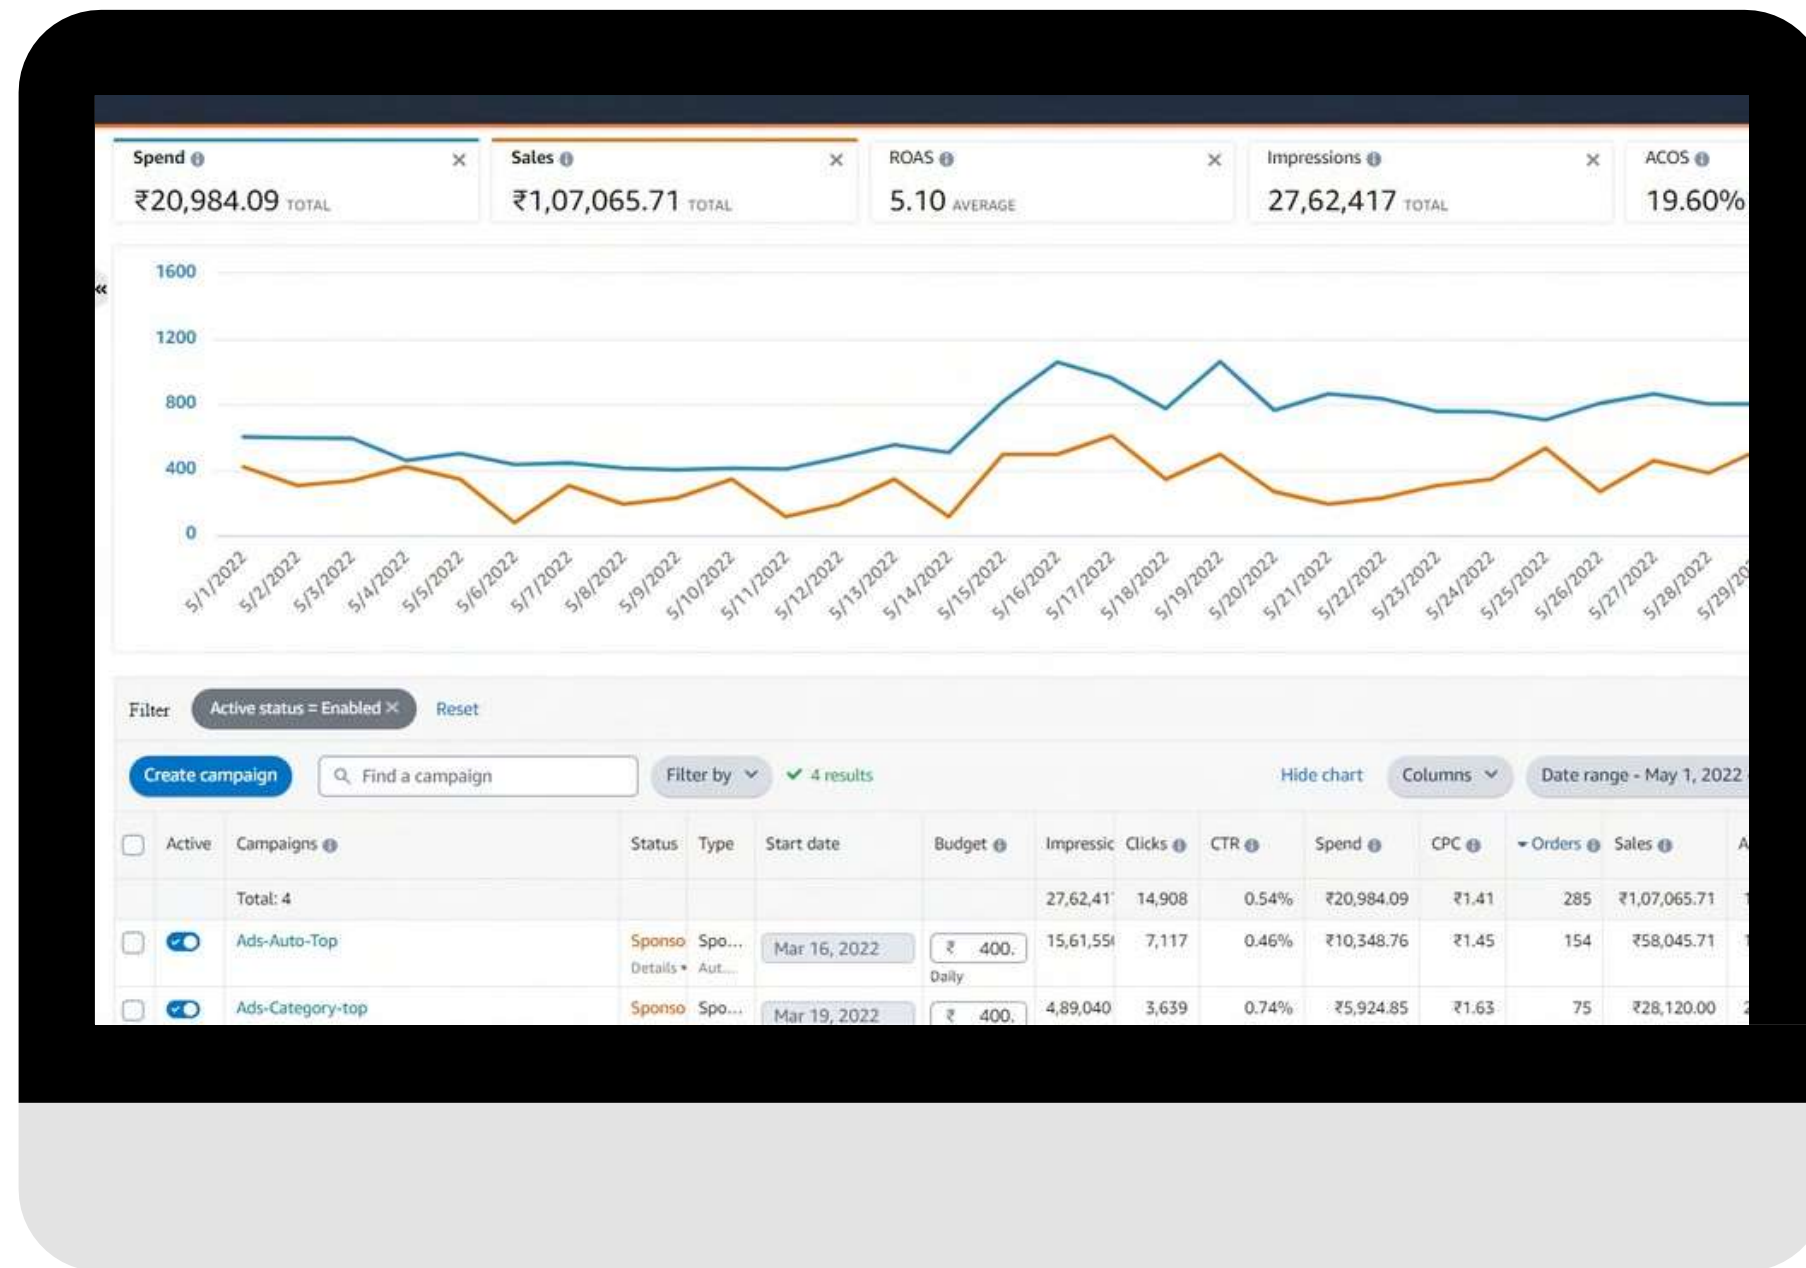 Spend Sales ROAS Impressions ACOS
₹20,984.09 TOTAL ₹1,07,065.71 TOTAL 5.10 AVERAGE 27,62,417 TOTAL 19.60%
1600
«
1200
800
400
0
5/1/2022 5/2/2022 5/3/2022 5/4/2022 5/5/2022 5/6/2022 5/7/2022 5/8/2022 5/9/2022 5/10/2022 5/11/2022 5/12/2022 5/13/2022 5/14/2022 5/15/2022 5/16/2022 5/17/2022 5/18/2022 5/19/2022 5/20/2022 5/21/2022 5/22/2022 5/23/2022 5/24/2022 5/25/2022 5/26/2022 5/27/2022 5/28/2022 5/29/20
Filter Active status = Enabled Reset
Create campaign Find a campaign Filter by 4 results Hide chart Columns Date range - May 1, 2022
Active Campaigns Status Type Start date Budget Impressic Clicks CTR Spend CPC Orders Sales A
Total: 4 27,62,41 14,908 0.54% ₹20,984.09 ₹1.41 285 ₹1,07,065.71 1
Ads-Auto-Top Sponso Spo... Mar 16, 2022 ₹ 400. 15,61,55 7,117 0.46% ₹10,348.76 ₹1.45 154 ₹58,045.71 1
Details Aut... Daily
Ads-Category-top Sponso Spo... Mar 19, 2022 ₹ 400. 4,89,040 3,639 0.74% ₹5,924.85 ₹1.63 75 ₹28,120.00 2